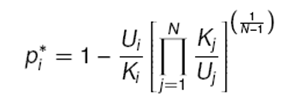 p_i^* = 1 - \frac{U_i}{K_i} \left[ \prod_{j=1}^{N} \frac{K_j}{U_j} \right]^{\left( \frac{1}{N-1} \right)}